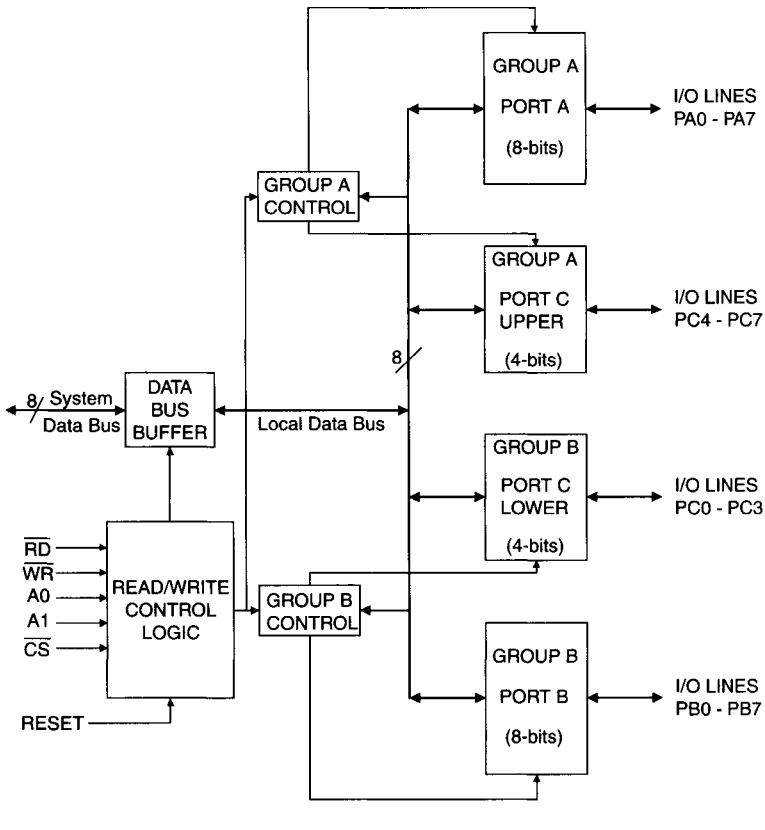 GROUP A
PORT A
(8-bits)
I/O LINES
PA0 - PA7
GROUP A
CONTROL
GROUP A
PORT C
UPPER
(4-bits)
I/O LINES
PC4 - PC7
8
8 System
Data Bus
DATA
BUS
BUFFER
Local Data Bus
GROUP B
PORT C
LOWER
(4-bits)
I/O LINES
PC0 - PC3
RD
WR
A0
A1
CS
RESET
READ/WRITE
CONTROL
LOGIC
GROUP B
CONTROL
GROUP B
PORT B
(8-bits)
I/O LINES
PB0 - PB7